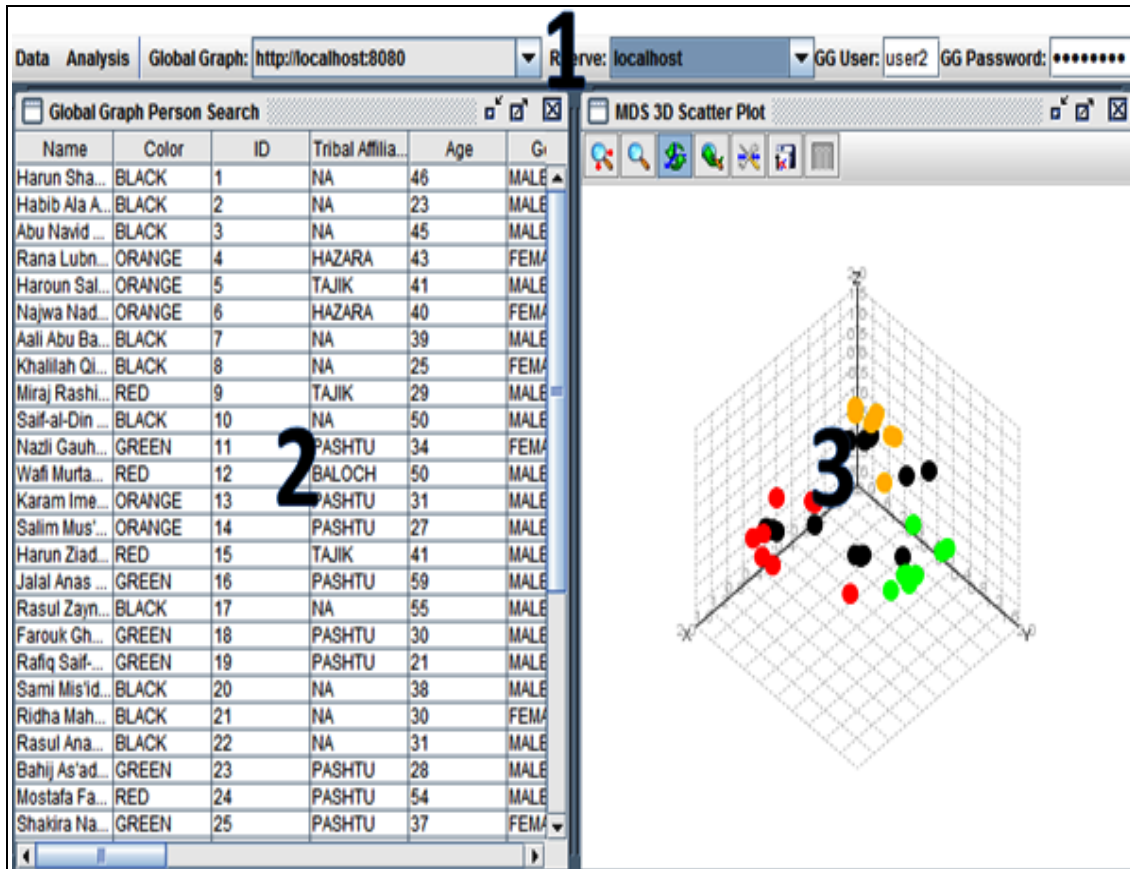 1
Data Analysis Global Graph: http://localhost:8080 localhost GG User: user2 GG Password: ••••••••
Global Graph Person Search
MDS 3D Scatter Plot
Name Color ID Tribal Affilia... Age
Harun Sha... BLACK 1 NA 46 MALE
Habib Ala A... BLACK 2 NA 23 MALE
Abu Navid ... BLACK 3 NA 45 MALE
Rana Lubn... ORANGE 4 HAZARA 43 FEMA
Haroun Sal... ORANGE 5 TAJIK 41 MALE
Najwa Nad... ORANGE 6 HAZARA 40 FEMA
Aali Abu Ba... BLACK 7 NA 39 MALE
Khalilah Qi... BLACK 8 NA 25 FEMA
Miraj Rashi... RED 9 TAJIK 29 MALE
Saif-al-Din ... BLACK 10 NA 50 MALE
Nazli Gauh... GREEN 11 PASHTU 34 FEMA
Wafi Murta... RED 12 BALOCH 50 MALE
Karam Ime... ORANGE 13 PASHTU 31 MALE
Salim Mus'... ORANGE 14 PASHTU 27 MALE
Harun Ziad... RED 15 TAJIK 41 MALE
Jalal Anas ... GREEN 16 PASHTU 59 MALE
Rasul Zayn... BLACK 17 NA 55 MALE
Farouk Gh... GREEN 18 PASHTU 30 MALE
Rafiq Saif-... GREEN 19 PASHTU 21 MALE
Sami Mis'id... BLACK 20 NA 38 MALE
Ridha Mah... BLACK 21 NA 30 FEMA
Rasul Ana... BLACK 22 NA 31 MALE
Bahij As'ad... GREEN 23 PASHTU 28 MALE
Mostafa Fa... RED 24 PASHTU 54 MALE
Shakira Na... GREEN 25 PASHTU 37 FEMA
2
3
Z
X
Y